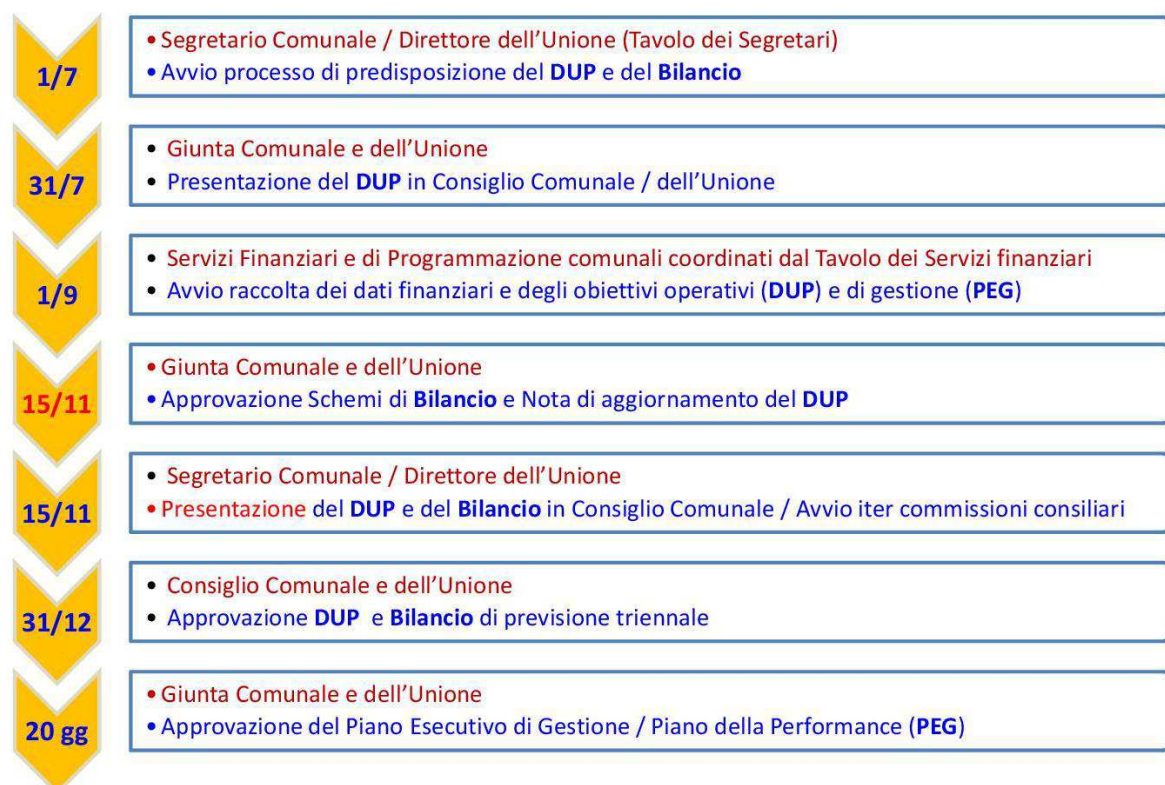 1/7
• Segretario Comunale / Direttore dell’Unione (Tavolo dei Segretari)
• Avvio processo di predisposizione del DUP e del Bilancio
31/7
• Giunta Comunale e dell’Unione
• Presentazione del DUP in Consiglio Comunale / dell’Unione
1/9
• Servizi Finanziari e di Programmazione comunali coordinati dal Tavolo dei Servizi finanziari
• Avvio raccolta dei dati finanziari e degli obiettivi operativi (DUP) e di gestione (PEG)
15/11
• Giunta Comunale e dell’Unione
• Approvazione Schemi di Bilancio e Nota di aggiornamento del DUP
15/11
• Segretario Comunale / Direttore dell’Unione
• Presentazione del DUP e del Bilancio in Consiglio Comunale / Avvio iter commissioni consiliari
31/12
• Consiglio Comunale e dell’Unione
• Approvazione DUP e Bilancio di previsione triennale
20 gg
• Giunta Comunale e dell’Unione
• Approvazione del Piano Esecutivo di Gestione / Piano della Performance (PEG)